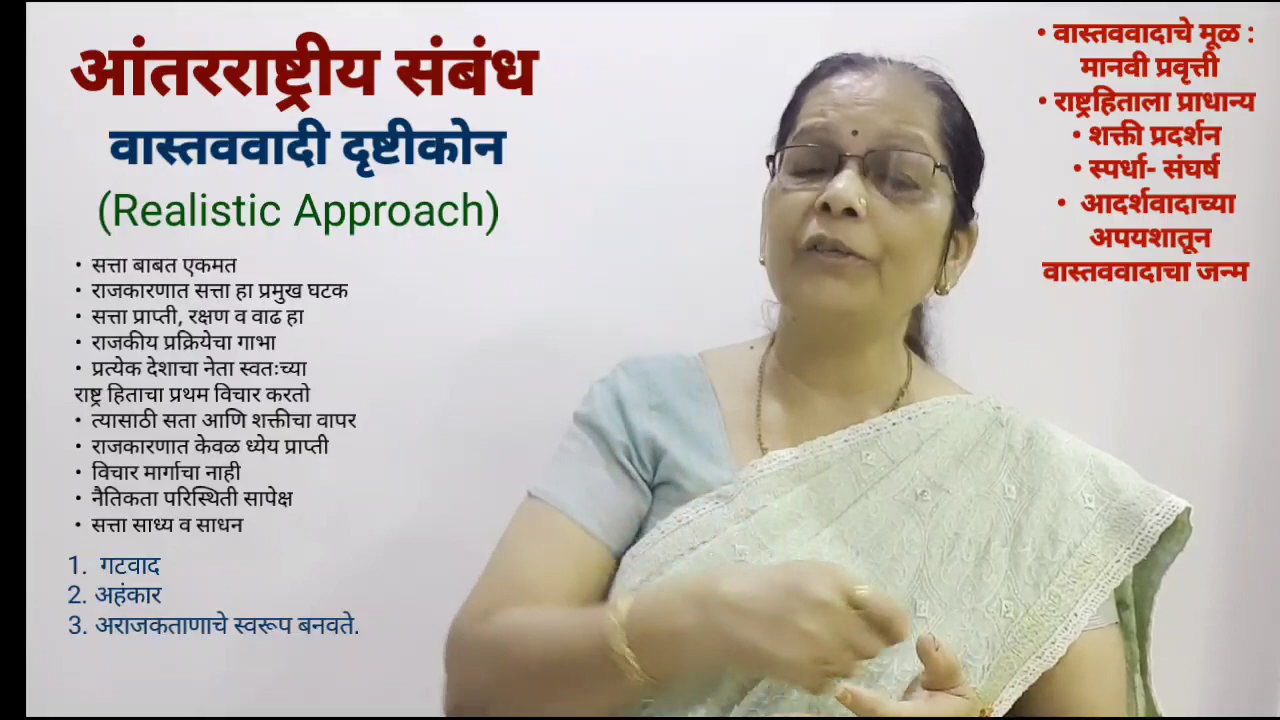 आंतरराष्ट्रीय संबंध
वास्तववादी दृष्टीकोन
(Realistic Approach)
• सत्ता बाबत एकमत
• राजकारणात सत्ता हा प्रमुख घटक
• सत्ता प्राप्ती, रक्षण व वाढ हा
• राजकीय प्रक्रियेचा गाभा
• प्रत्येक देशाचा नेता स्वतःच्या
राष्ट्र हिताचा प्रथम विचार करतो
• त्यासाठी सता आणि शक्तीचा वापर
• राजकारणात केवळ ध्येय प्राप्ती
• विचार मार्गाचा नाही
• नैतिकता परिस्थिती सापेक्ष
• सत्ता साध्य व साधन
1. गटवाद
2. अहंकार
3. अराजकताणाचे स्वरूप बनवते.
• वास्तववादाचे मूळ :
मानवी प्रवृत्ती
• राष्ट्रहिताला प्राधान्य
• शक्ती प्रदर्शन
• स्पर्धा- संघर्ष
• आदर्शवादाच्या
अपयशातून
वास्तववादाचा जन्म